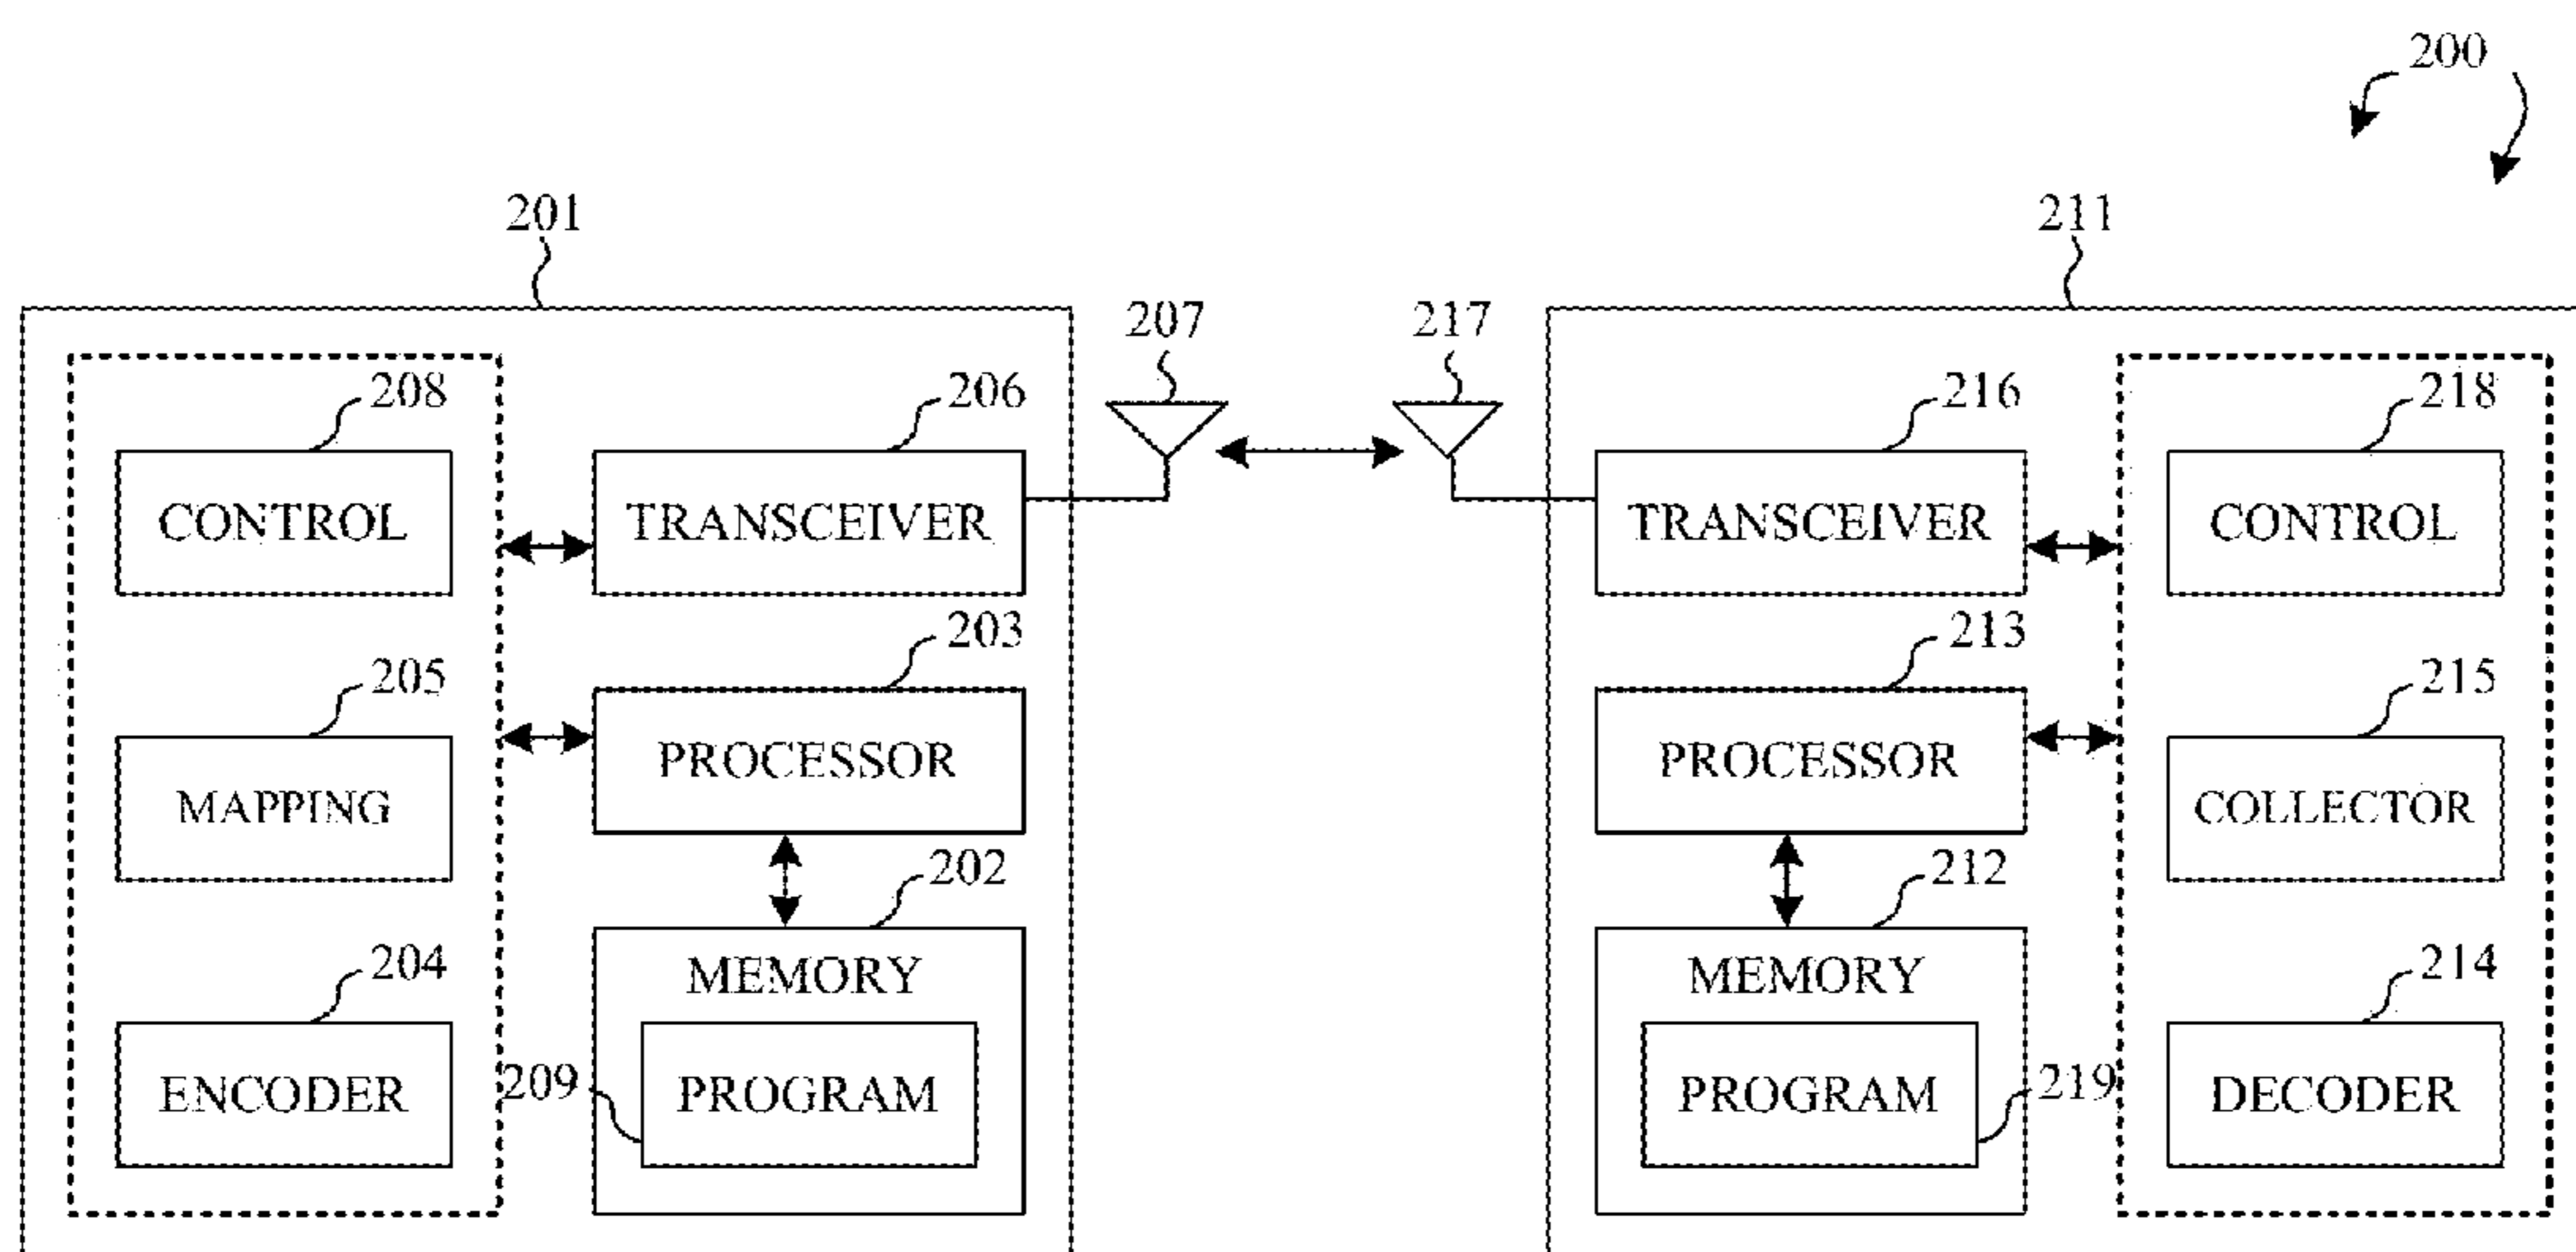 200
201
211
207
217
208
206
216
218
CONTROL
TRANSCEIVER
TRANSCEIVER
CONTROL
203
213
205
215
PROCESSOR
PROCESSOR
MAPPING
COLLECTOR
202
212
204
214
MEMORY
MEMORY
209
219
ENCODER
PROGRAM
PROGRAM
DECODER